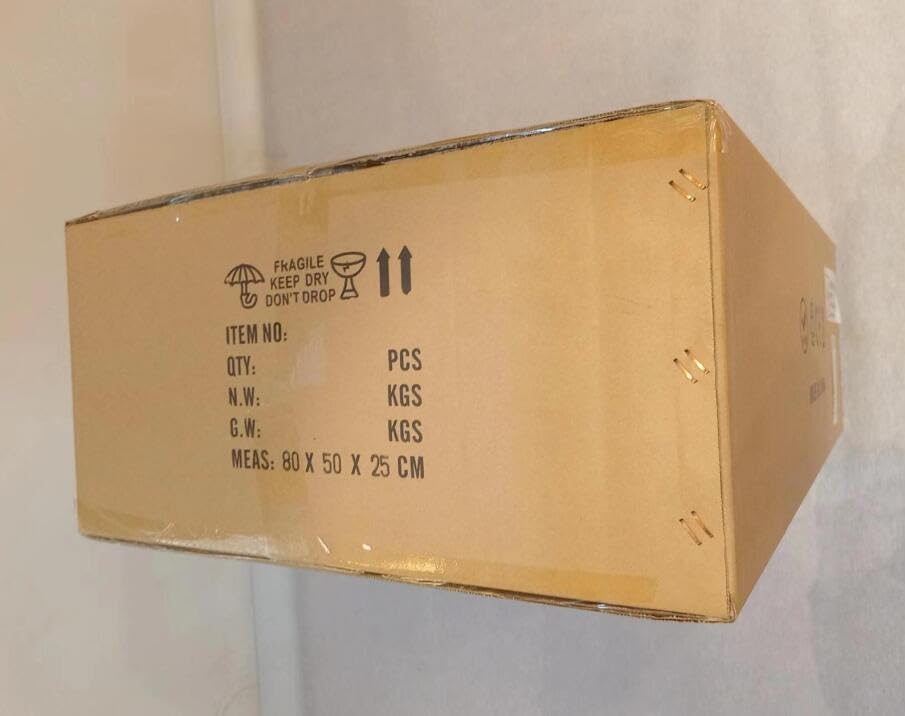 FRAGILE
KEEP DRY
DON'T DROP
ITEM NO:
QTY: PCS
N.W: KGS
G.W: KGS
MEAS: 80 X 50 X 25 CM